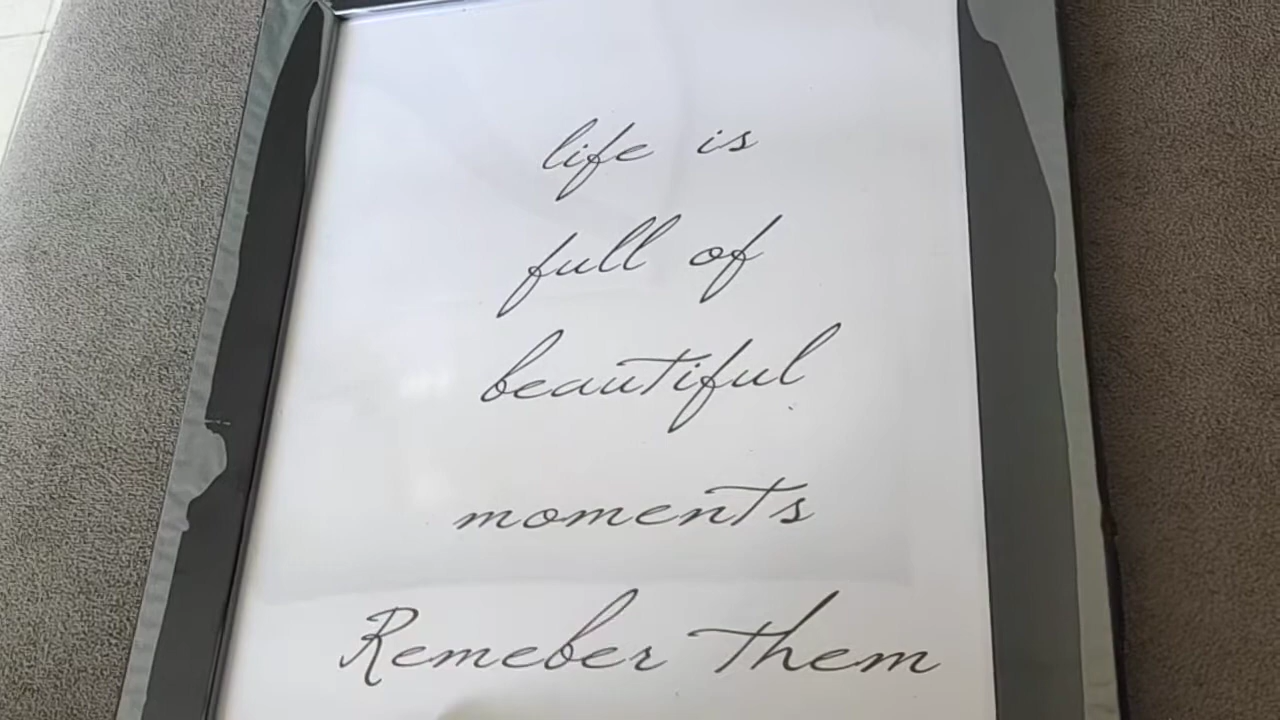 life is
full of
beautiful
moments
Remeber Them